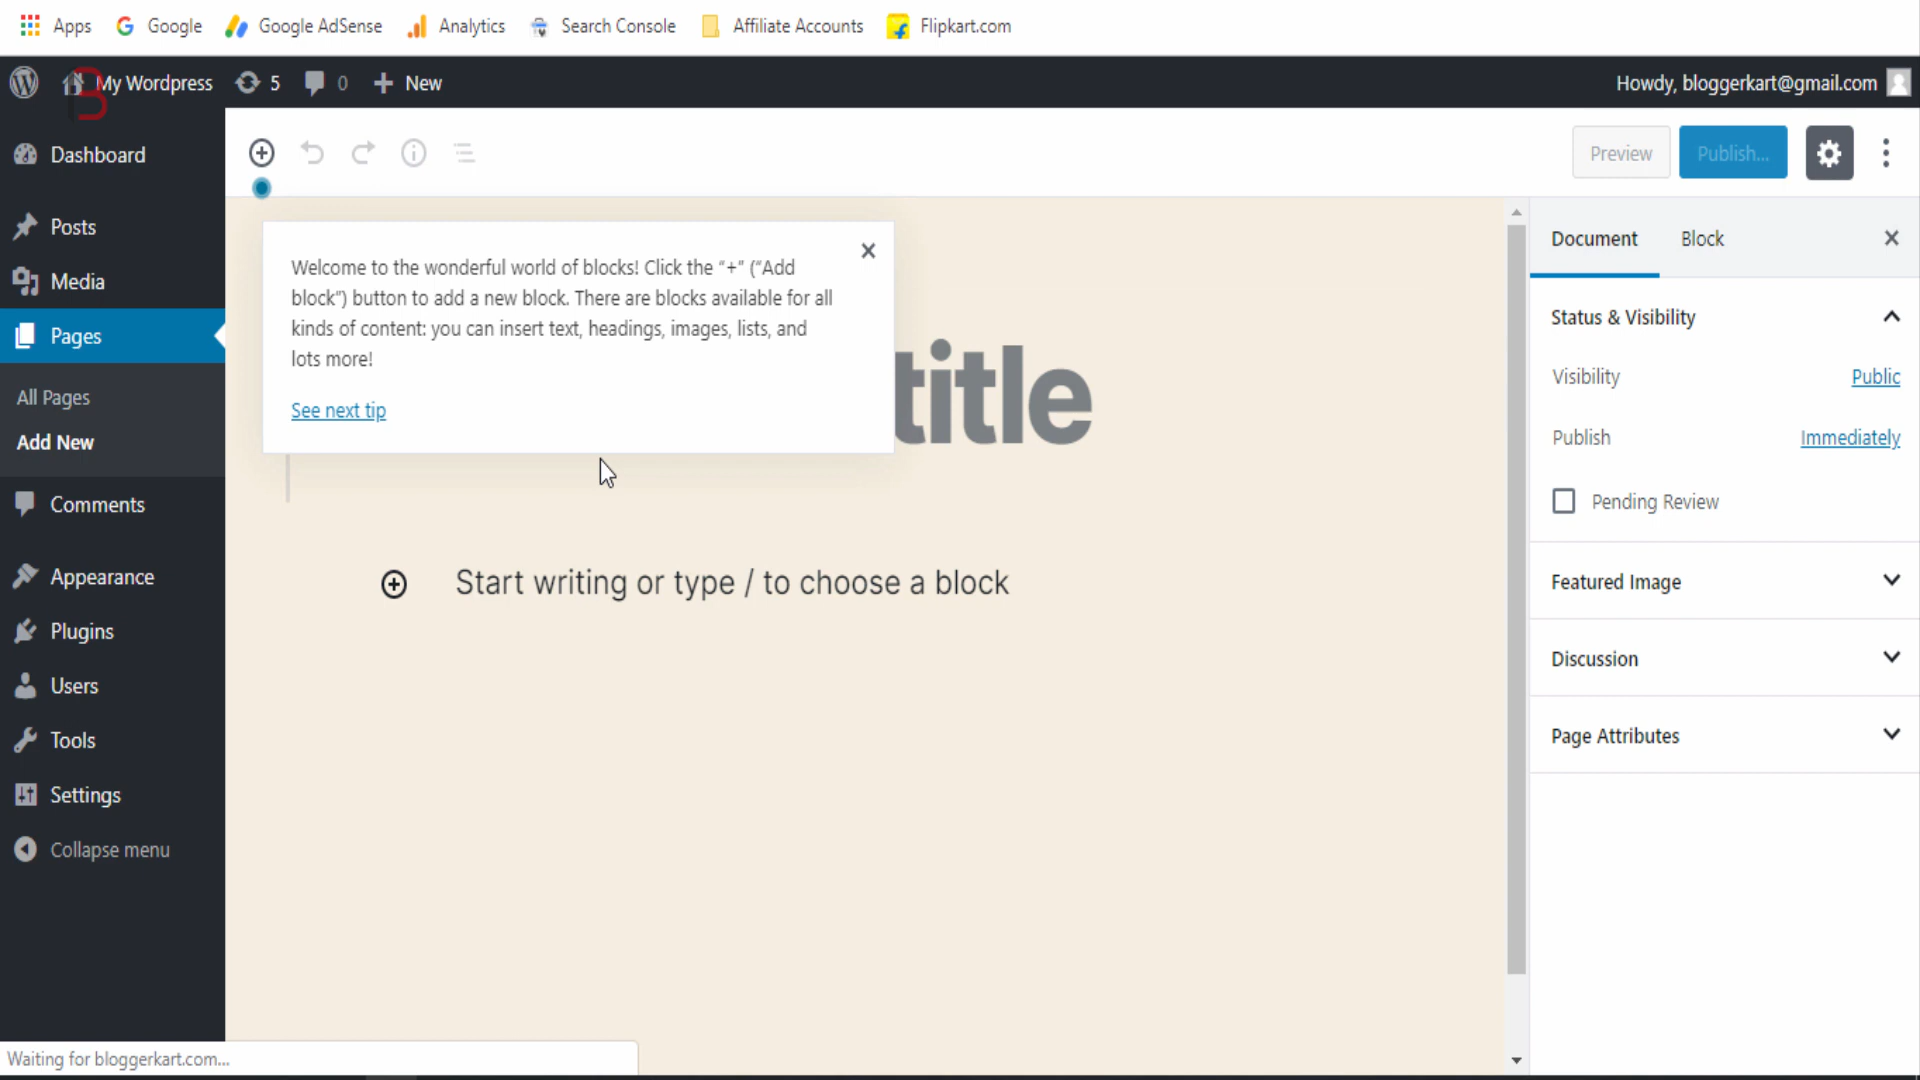 Apps Google Google AdSense Analytics Search Console Affiliate Accounts Flipkart.com
My Wordpress 5 0 New Howdy, bloggerkart@gmail.com
Dashboard
Posts
Media
Pages
All Pages
Add New
Comments
Appearance
Plugins
Users
Tools
Settings
Collapse menu
Preview Publish...
Welcome to the wonderful world of blocks! Click the “+” (“Add
block”) button to add a new block. There are blocks available for all
kinds of content: you can insert text, headings, images, lists, and
lots more!
See next tip
title
Start writing or type / to choose a block
Document Block
Status & Visibility
Visibility Public
Publish Immediately
Pending Review
Featured Image
Discussion
Page Attributes
Waiting for bloggerkart.com...